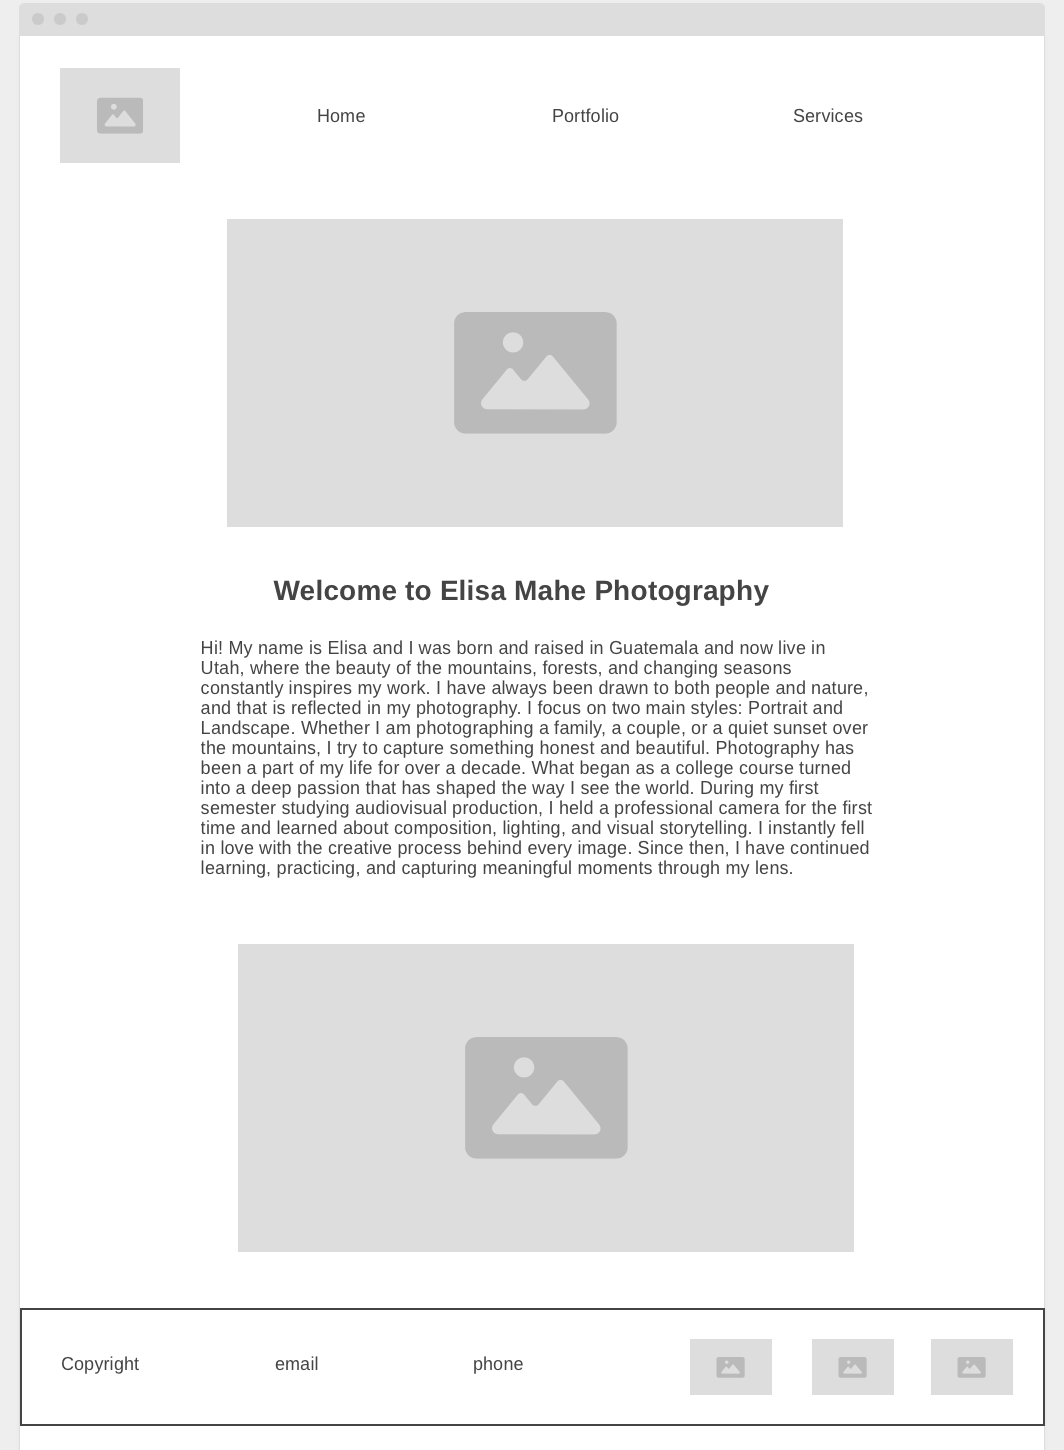 Home Portfolio Services
Welcome to Elisa Mahe Photography
Hi! My name is Elisa and I was born and raised in Guatemala and now live in
Utah, where the beauty of the mountains, forests, and changing seasons
constantly inspires my work. I have always been drawn to both people and nature,
and that is reflected in my photography. I focus on two main styles: Portrait and
Landscape. Whether I am photographing a family, a couple, or a quiet sunset over
the mountains, I try to capture something honest and beautiful. Photography has
been a part of my life for over a decade. What began as a college course turned
into a deep passion that has shaped the way I see the world. During my first
semester studying audiovisual production, I held a professional camera for the first
time and learned about composition, lighting, and visual storytelling. I instantly fell
in love with the creative process behind every image. Since then, I have continued
learning, practicing, and capturing meaningful moments through my lens.
Copyright email phone